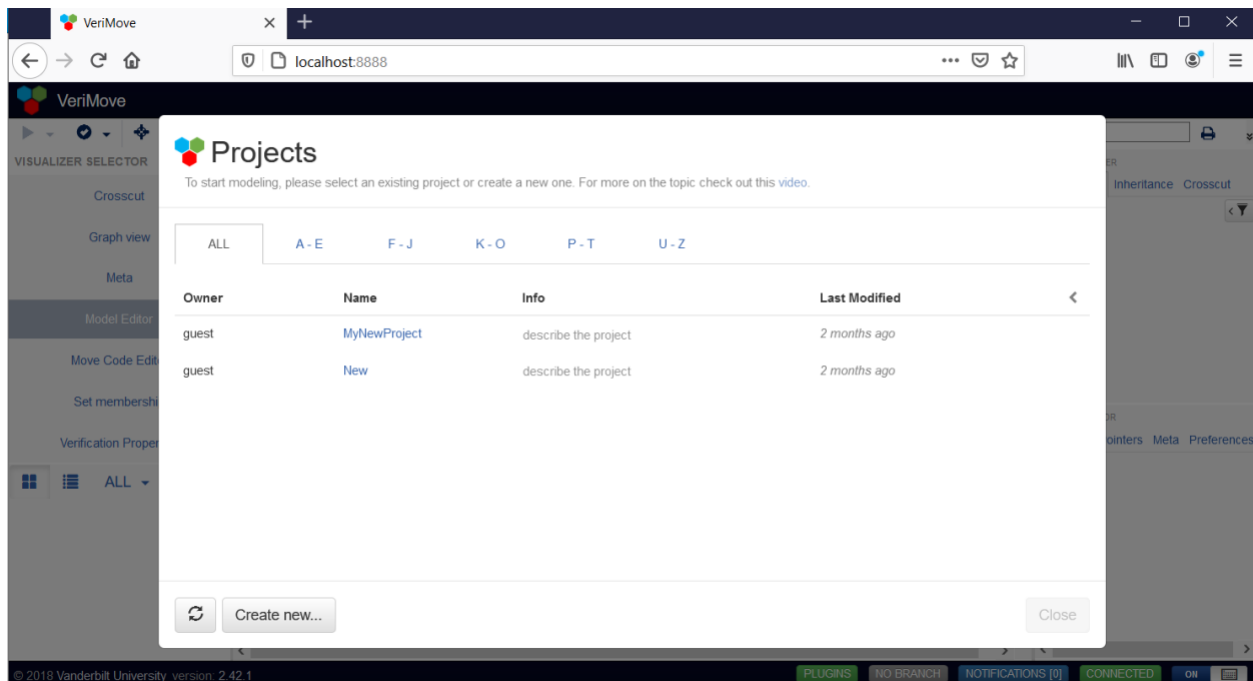 VeriMove
localhost:8888
VeriMove
VISUALIZER SELECTOR
Crosscut
Graph view
Meta
Model Editor
Move Code
Set
Verification
ALL
Projects
To start modeling, please select an existing project or create a new one. For more on the topic check out this video.
ALL A - E F - J K - O P - T U - Z
Owner Name Info Last Modified
guest MyNewProject describe the project 2 months ago
guest New describe the project 2 months ago
Create new... Close
Inheritance Crosscut
Meta Preferences
© 2018 Vanderbilt University version: 2.42.1
PLUGINS NO BRANCH NOTIFICATIONS [0] CONNECTED ON